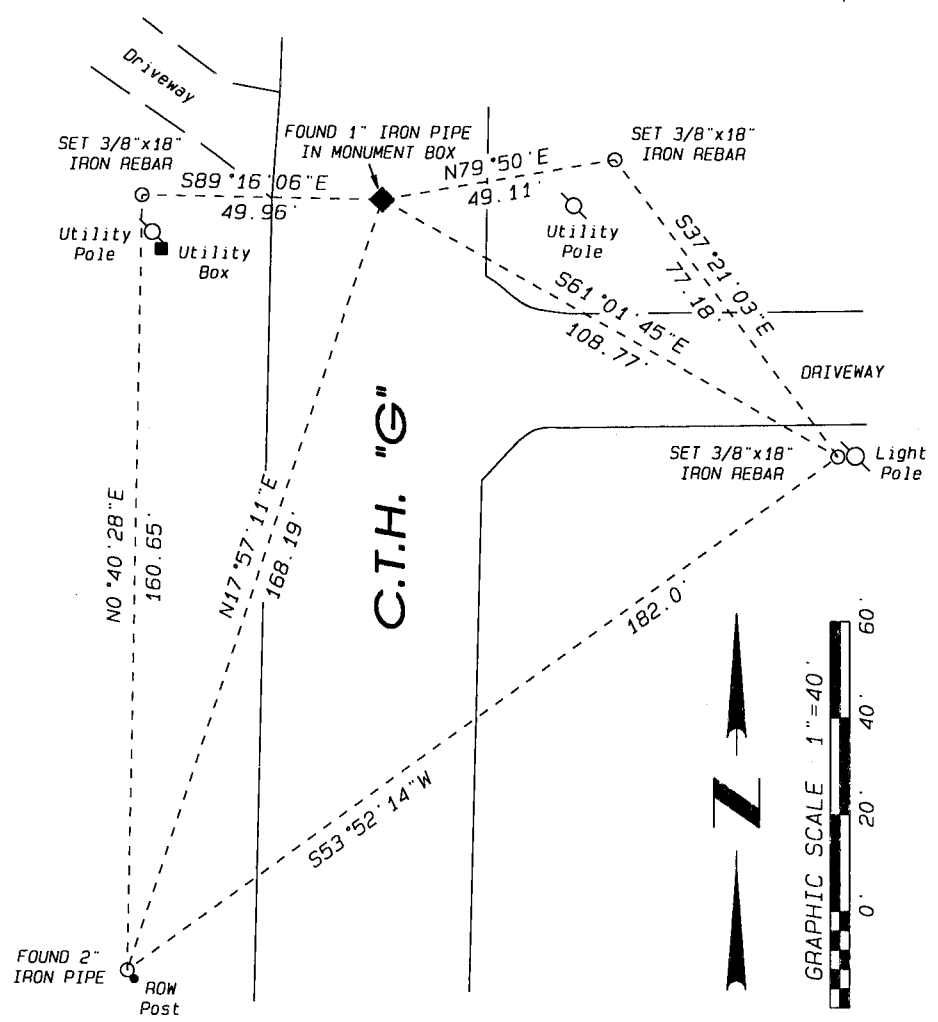 Driveway
SET 3/8"x18"
IRON REBAR
FOUND 1" IRON PIPE
IN MONUMENT BOX
SET 3/8"x18"
IRON REBAR
S89°16'06"E
49.96'
N79°50'E
49.11'
Utility
Pole
Utility
Box
Utility
Pole
S37°21'03"E
77.18'
S61°01'45"E
108.77'
DRIVEWAY
C.T.H. "G"
SET 3/8"x18"
IRON REBAR
Light
Pole
N0°40'28"E
160.65'
N17°57'11"E
168.19'
182.0'
S53°52'14"W
N
GRAPHIC SCALE 1"=40'
0'
20'
40'
60'
FOUND 2"
IRON PIPE
ROW
Post